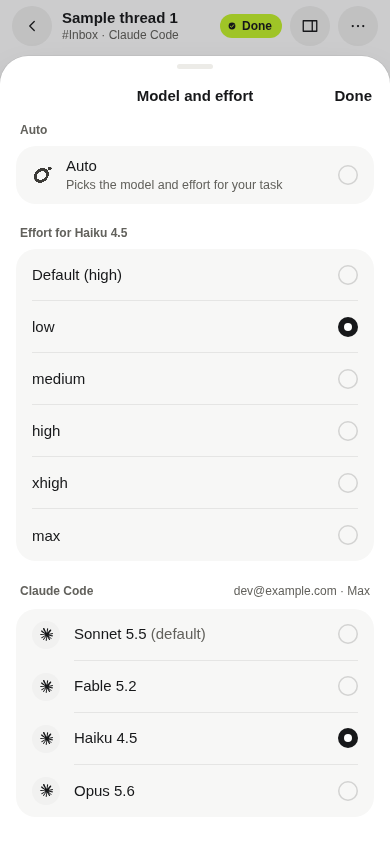 Sample thread 1
#Inbox · Claude Code
Done
Model and effort
Done
Auto
Auto
Picks the model and effort for your task
Effort for Haiku 4.5
Default (high)
low
medium
high
xhigh
max
Claude Code
dev@example.com · Max
Sonnet 5.5 (default)
Fable 5.2
Haiku 4.5
Opus 5.6